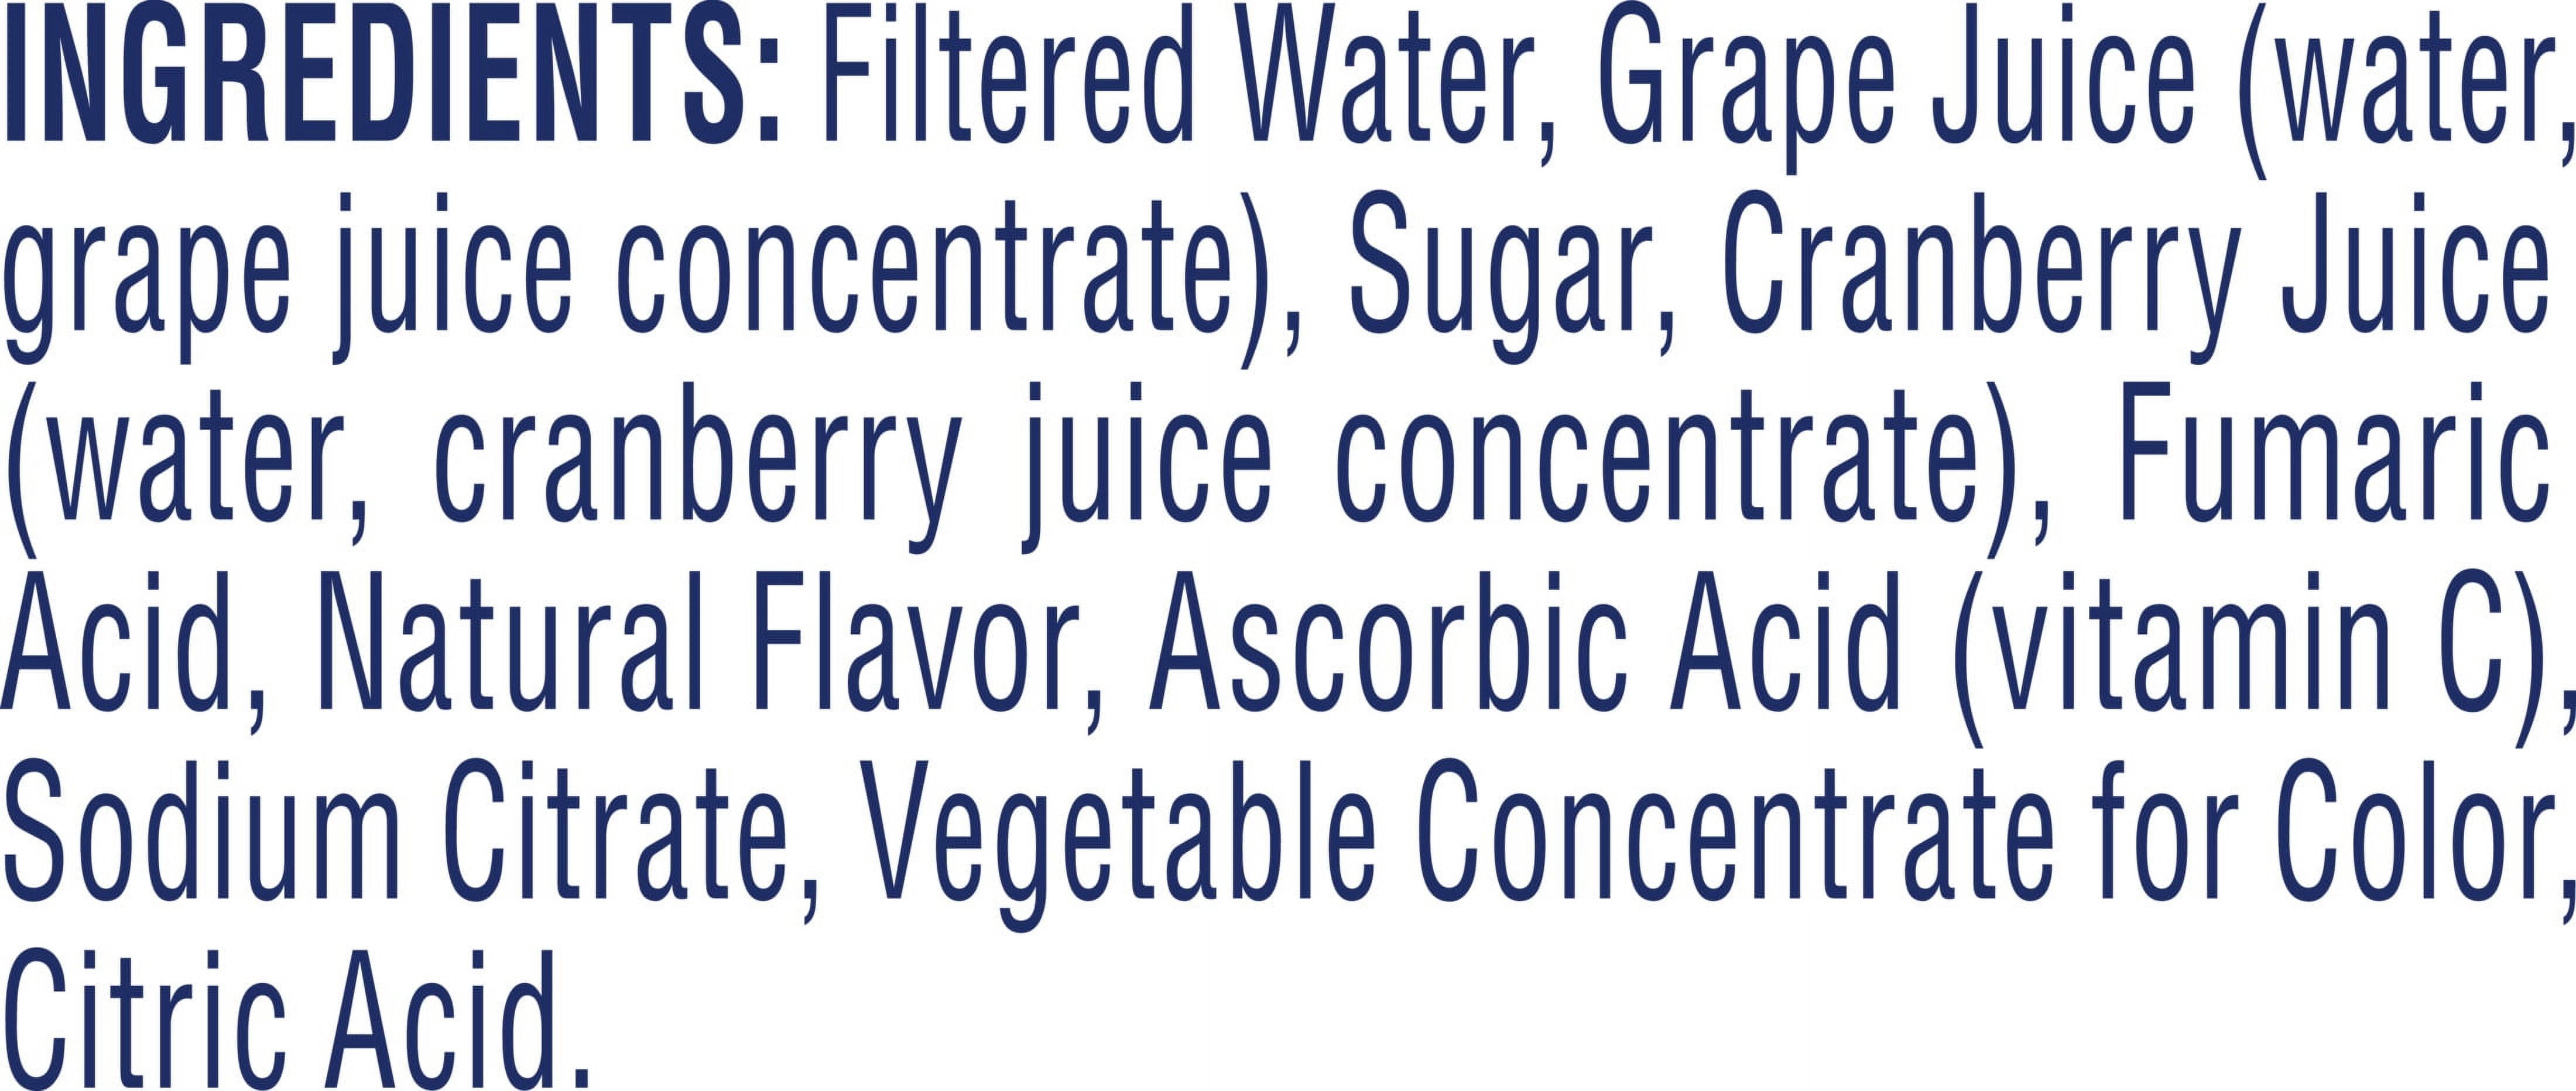 INGREDIENTS: Filtered Water, Grape Juice (water,
grape juice concentrate), Sugar, Cranberry Juice
(water, cranberry juice concentrate), Fumaric
Acid, Natural Flavor, Ascorbic Acid (vitamin C),
Sodium Citrate, Vegetable Concentrate for Color,
Citric Acid.